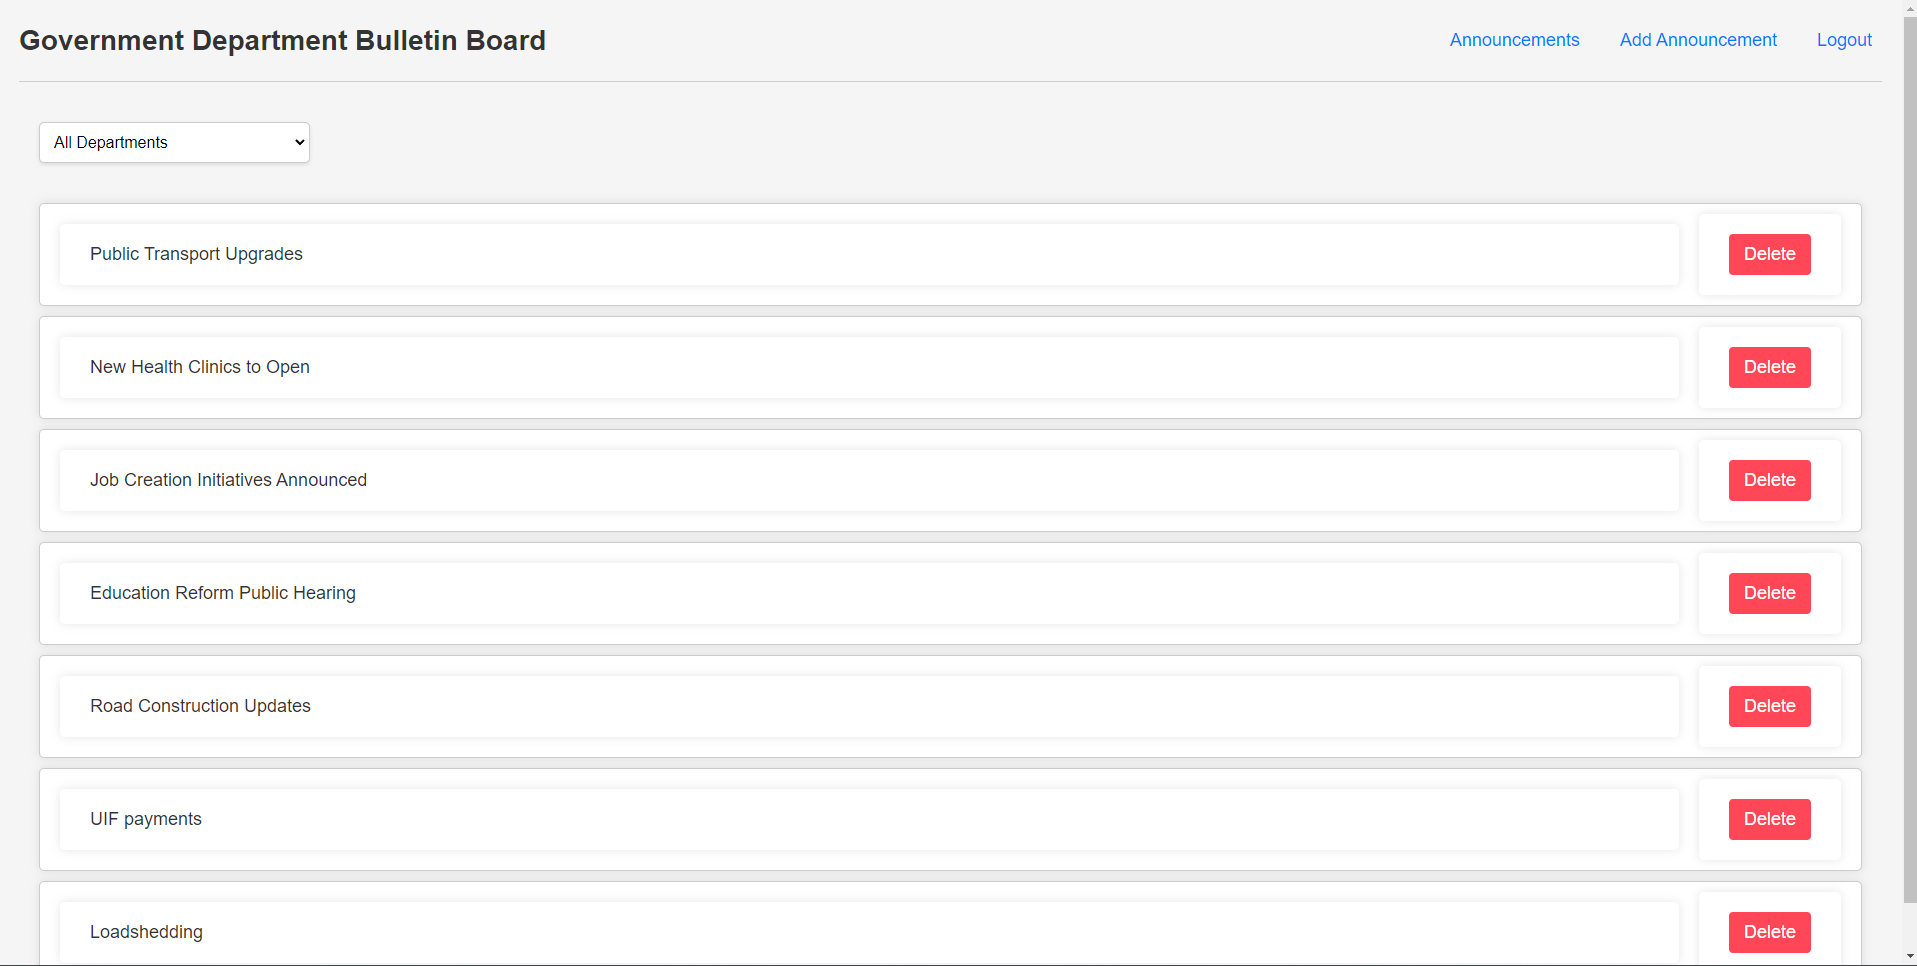 Government Department Bulletin Board
Announcements
Add Announcement
Logout
All Departments
Public Transport Upgrades
Delete
New Health Clinics to Open
Delete
Job Creation Initiatives Announced
Delete
Education Reform Public Hearing
Delete
Road Construction Updates
Delete
UIF payments
Delete
Loadshedding
Delete